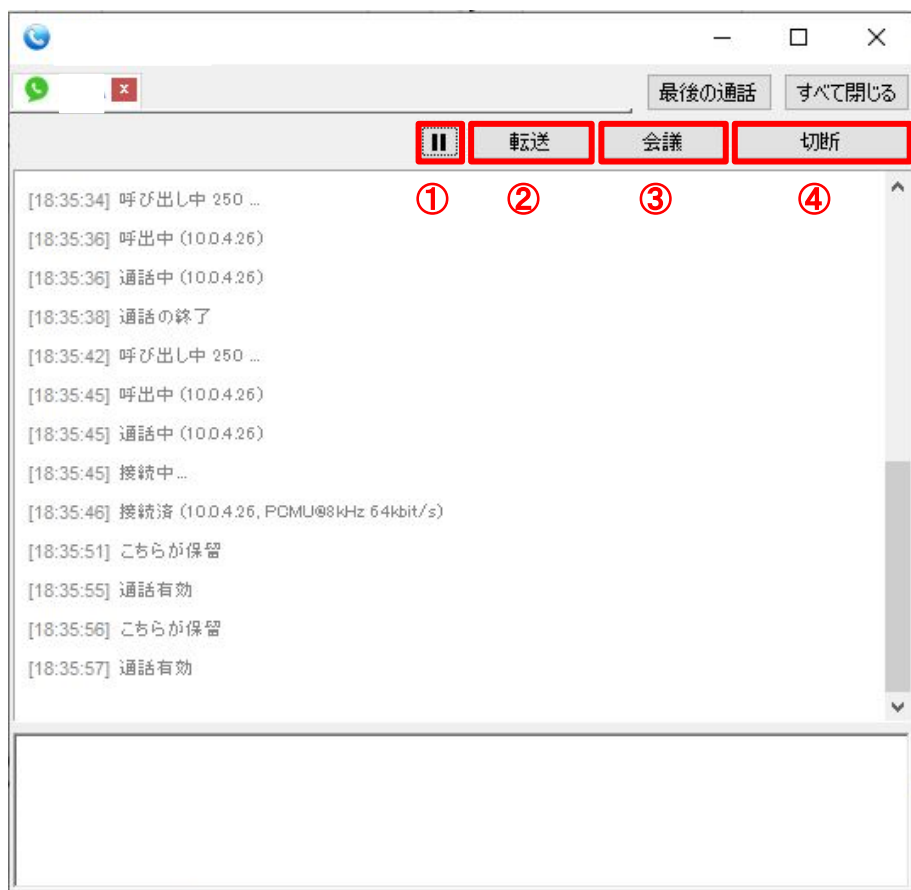 x
最後の通話 すべて閉じる
転送 会議 切断
① ② ③ ④
[18:35:34] 呼び出し中 250 ...
[18:35:36] 呼出中 (10.0.4.26)
[18:35:36] 通話中 (10.0.4.26)
[18:35:38] 通話の終了
[18:35:42] 呼び出し中 250 ...
[18:35:45] 呼出中 (10.0.4.26)
[18:35:45] 通話中 (10.0.4.26)
[18:35:45] 接続中...
[18:35:46] 接続済 (10.0.4.26, PCMU@8kHz 64kbit/s)
[18:35:51] こちらが保留
[18:35:55] 通話有効
[18:35:56] こちらが保留
[18:35:57] 通話有効